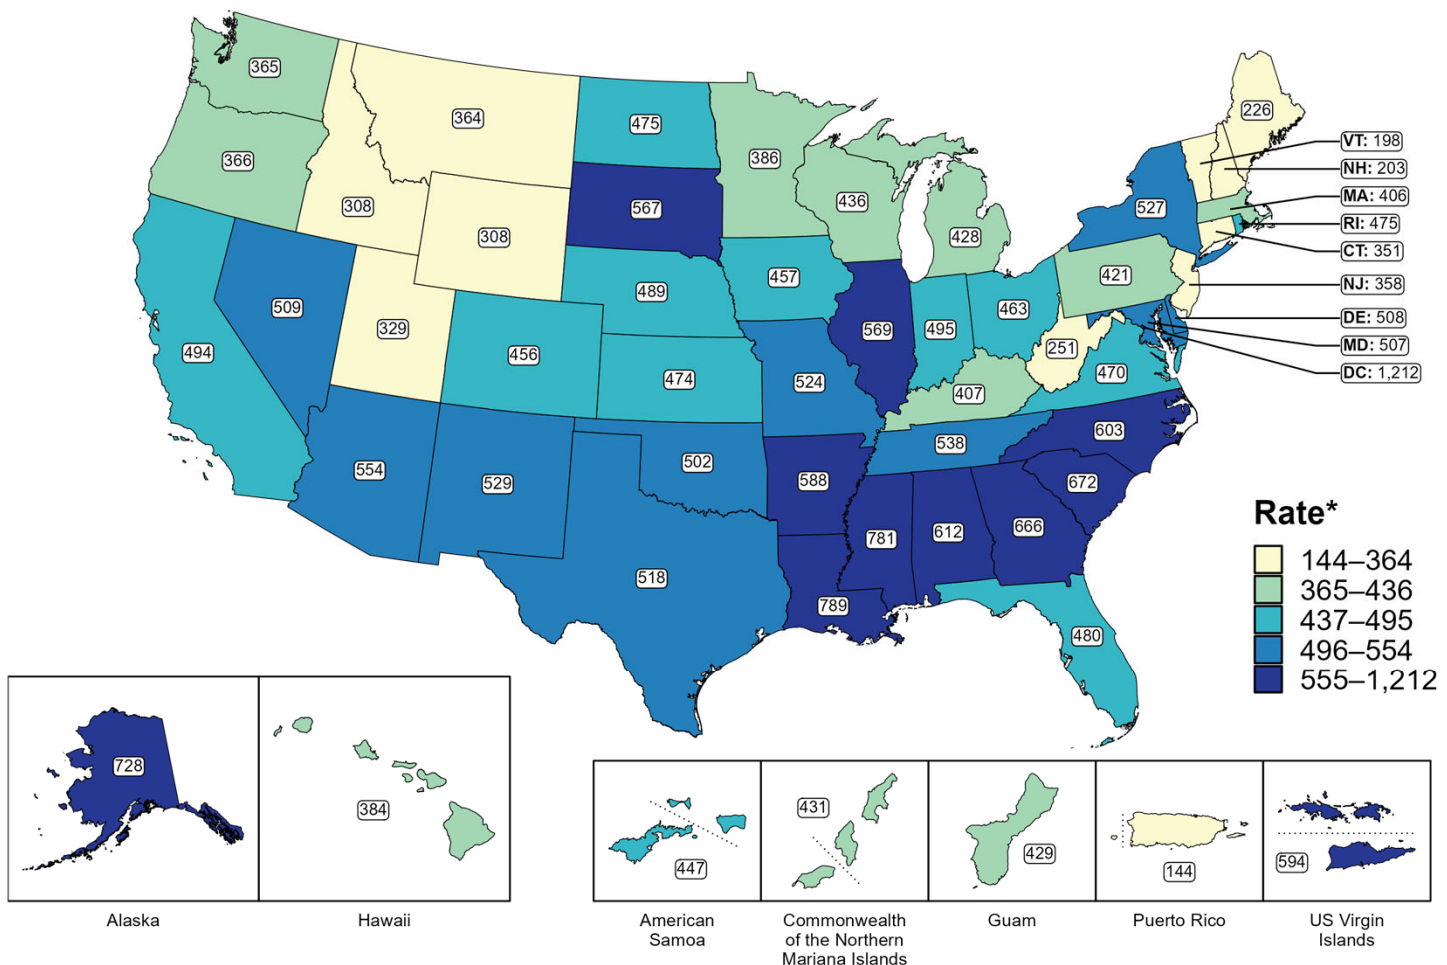 365
364
475
386
226
VT: 198
NH: 203
MA: 406
RI: 475
CT: 351
NJ: 358
DE: 508
MD: 507
DC: 1,212
366
308
308
567
436
428
527
421
509
329
489
457
569
495
463
251
494
456
474
524
407
470
554
529
502
588
538
603
672
518
781
612
666
789
480
Rate*
144–364
365–436
437–495
496–554
555–1,212
728
384
447
431
429
144
594
Alaska
Hawaii
American
Samoa
Commonwealth
of the Northern
Mariana Islands
Guam
Puerto Rico
US Virgin
Islands